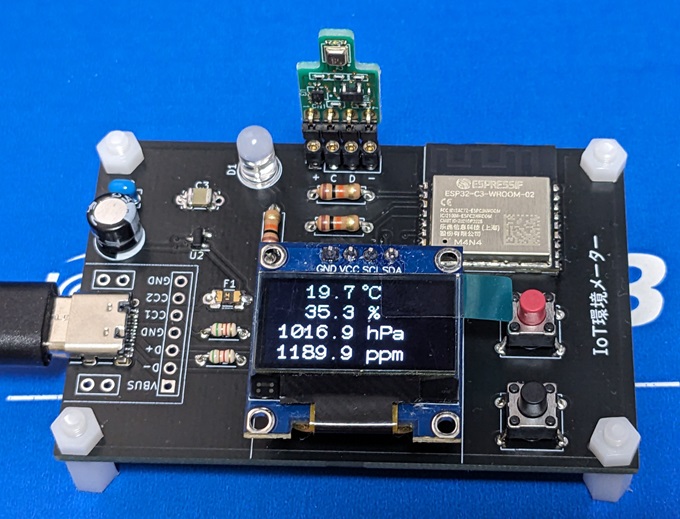 D1
+ C D -
ESPRESSIF
ESP32-C3-WROOM-02
CE
M4N4
U2
GND VCC SCL SDA
GND
CC2
CC1
GND
D+
D-
VBUS
F1
19.7℃
35.3 %
1016.9 hPa
1189.9 ppm
IoT環境メーター